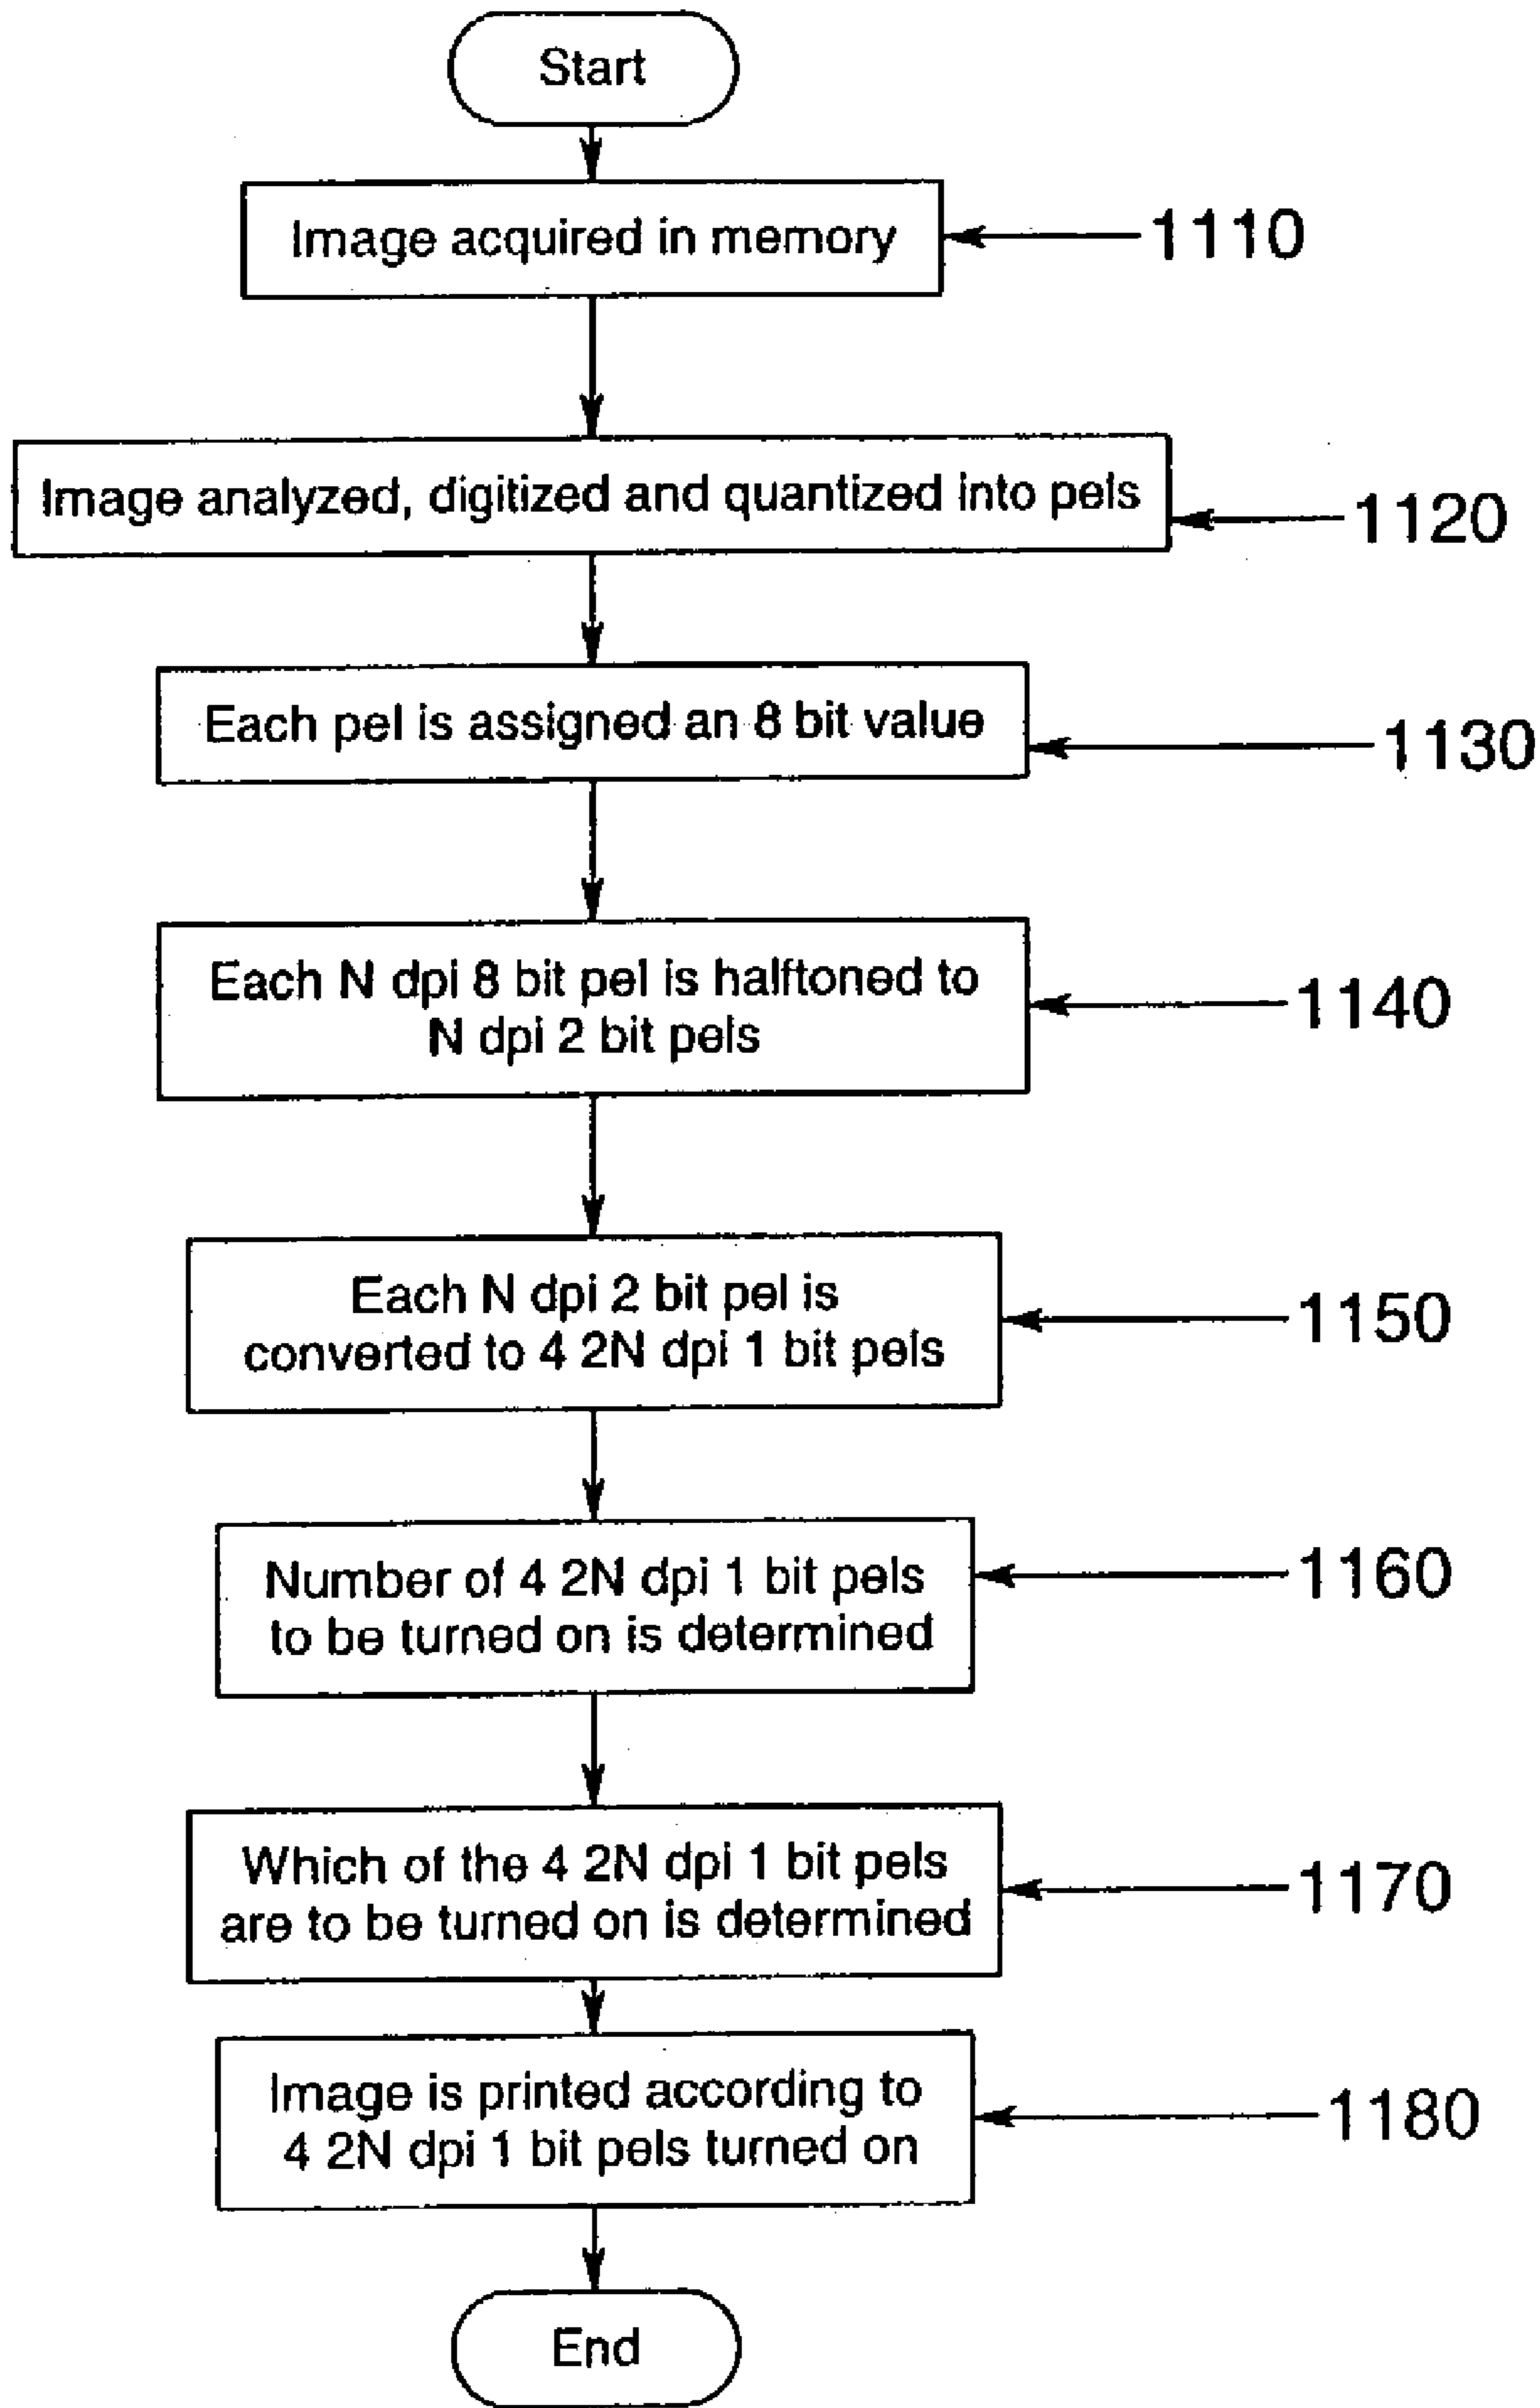 Start
Image acquired in memory
1110
Image analyzed, digitized and quantized into pels
1120
Each pel is assigned an 8 bit value
1130
Each N dpi 8 bit pel is halftoned to
N dpi 2 bit pels
1140
Each N dpi 2 bit pel is
converted to 4 2N dpi 1 bit pels
1150
Number of 4 2N dpi 1 bit pels
to be turned on is determined
1160
Which of the 4 2N dpi 1 bit pels
are to be turned on is determined
1170
Image is printed according to
4 2N dpi 1 bit pels turned on
1180
End